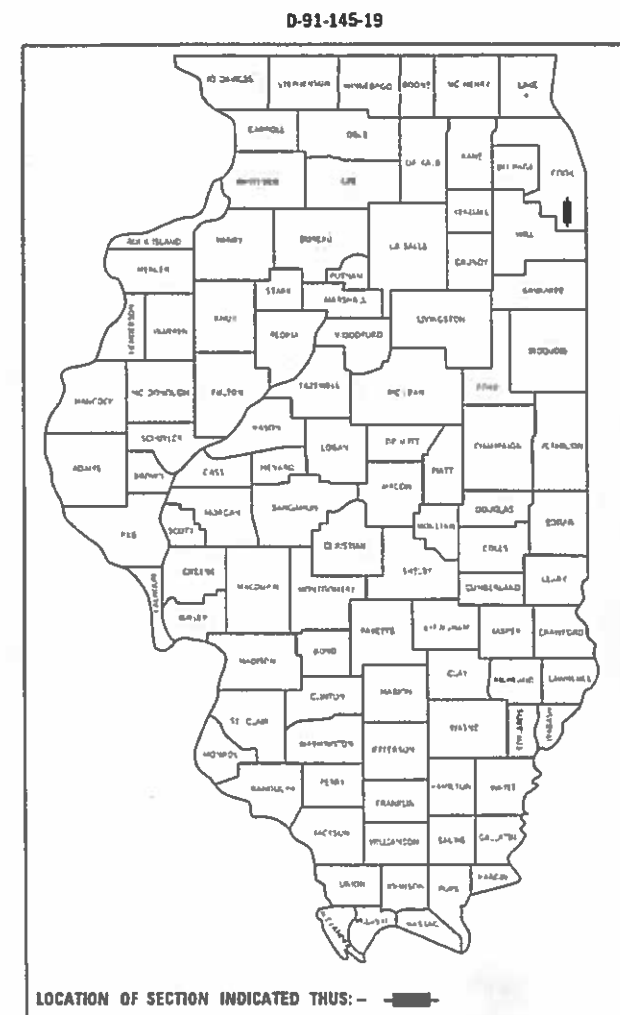 D-91-145-19
JO DAVIESS STEPHENSON WINNEBAGO BOONE MC HENRY LAKE
CARROLL OGLE DE KALB KANE COOK
LEE
KENDALL WILL
ROCK ISLAND HENRY BUREAU LA SALLE GRUNDY
MERCER PUTNAM
STARK MARSHALL KANKAKEE
HENDERSON WARREN KNOX PEORIA WOODFORD LIVINGSTON IROQUOIS
HANCOCK MC DONOUGH FULTON TAZEWELL MC LEAN FORD
MASON
SCHUYLER LOGAN DE WITT CHAMPAIGN VERMILION
ADAMS BROWN CASS MENARD PIATT
MACON
MORGAN SANGAMON DOUGLAS
PIKE SCOTT MOULTRIE EDGAR
CHRISTIAN COLES
GREENE SHELBY
CALHOUN MACOUPIN MONTGOMERY CUMBERLAND CLARK
JERSEY
FAYETTE EFFINGHAM JASPER CRAWFORD
MADISON BOND
CLAY RICHLAND LAWRENCE
CLINTON MARION
ST. CLAIR WAYNE EDWARDS WABASH
WASHINGTON JEFFERSON
MONROE
RANDOLPH PERRY HAMILTON WHITE
FRANKLIN
JACKSON WILLIAMSON SALINE GALLATIN
UNION JOHNSON POPE HARDIN
MASSAC
LOCATION OF SECTION INDICATED THUS: -